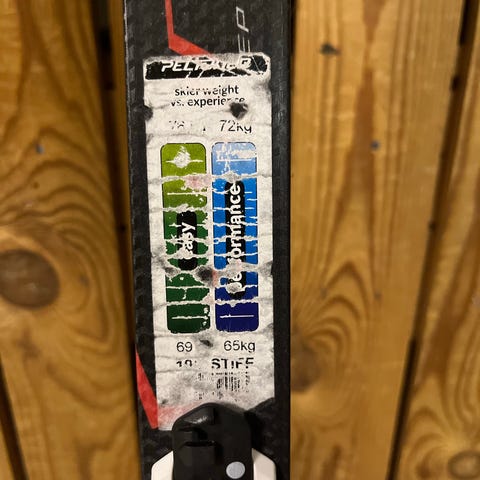 PELTONEN
skier weight
vs. experience
72kg
easy
performance
69 65kg
STIFF